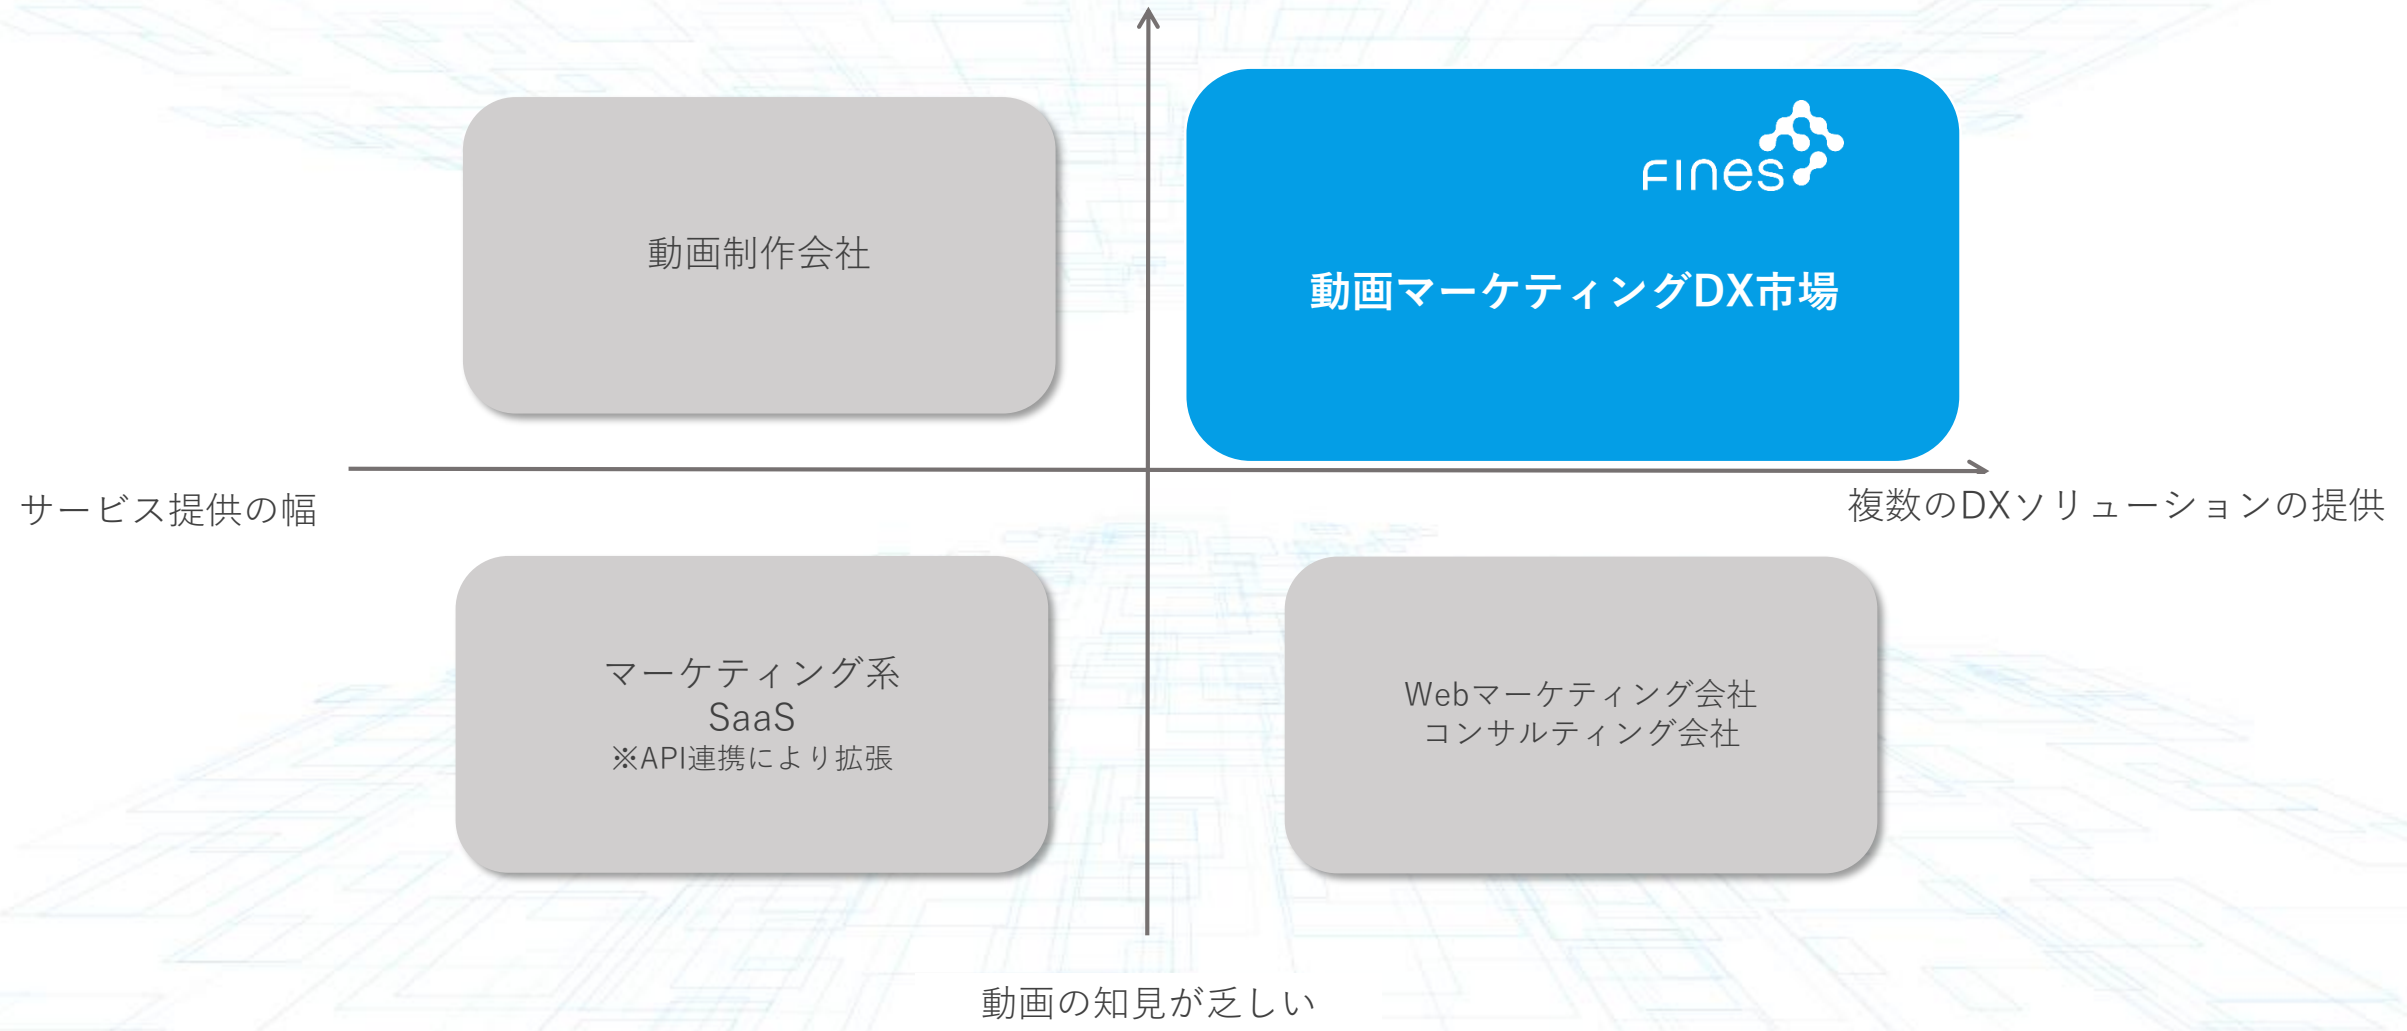 FINES
動画制作会社
動画マーケティングDX市場
サービス提供の幅
複数のDXソリューションの提供
マーケティング系
SaaS
※API連携により拡張
Webマーケティング会社
コンサルティング会社
動画の知見が乏しい